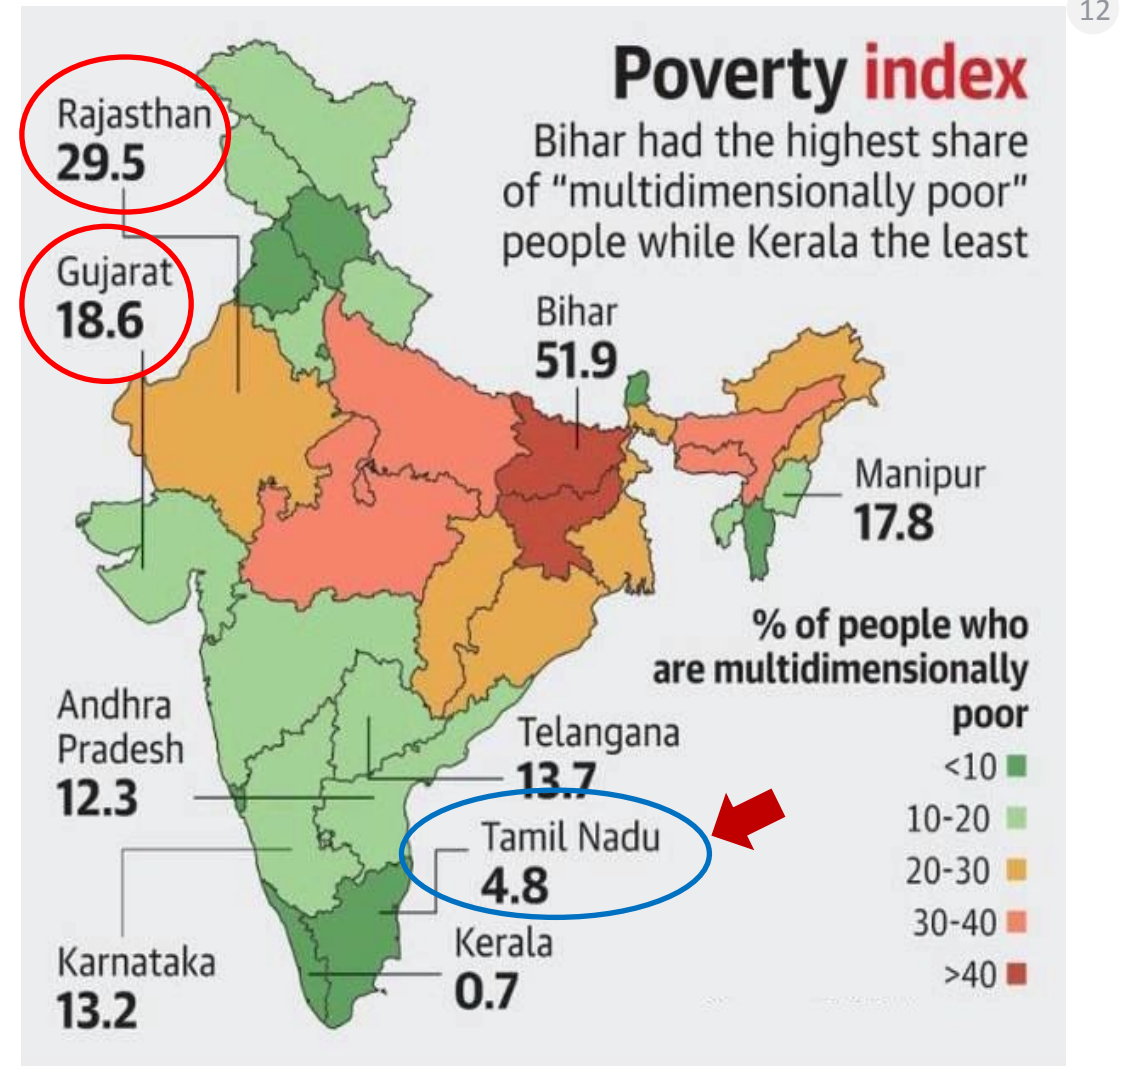 12
Poverty index
Bihar had the highest share
of “multidimensionally poor”
people while Kerala the least
Rajasthan
29.5
Gujarat
18.6
Bihar
51.9
Manipur
17.8
% of people who
are multidimensionally
poor
<10
10-20
20-30
30-40
>40
Andhra
Pradesh
12.3
Telangana
13.7
Tamil Nadu
4.8
Karnataka
13.2
Kerala
0.7